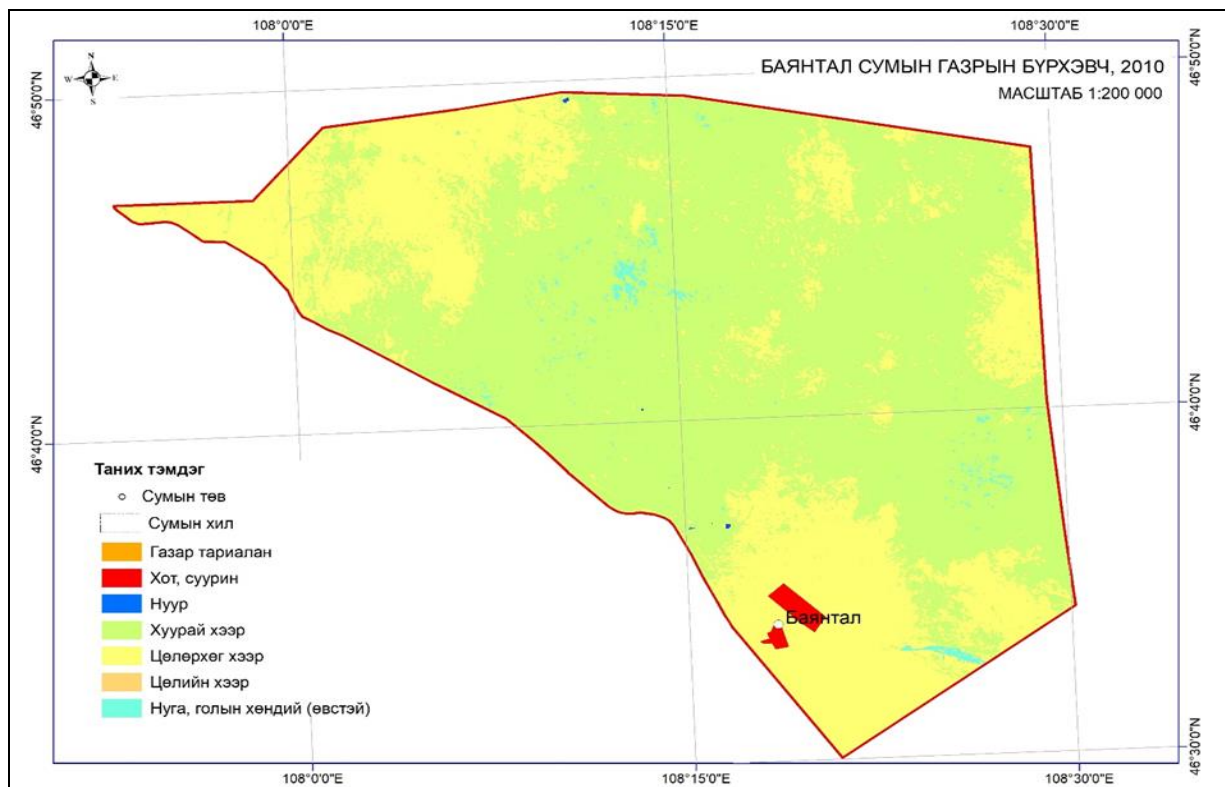 108°0'0"E 108°15'0"E 108°30'0"E
N
W E
S
БАЯНТАЛ СУМЫН ГАЗРЫН БҮРХЭВЧ, 2010
МАСШТАБ 1:200 000
46°50'0"N 46°50'0"N
46°40'0"N 46°40'0"N
Таних тэмдэг
Сумын төв
Сумын хил
Газар тариалан
Хот, суурин
Нуур
Хуурай хээр
Цөлөрхөг хээр
Цөлийн хээр
Нуга, голын хөндий (өвстэй)
Баянтал
46°30'0"N
108°0'0"E 108°15'0"E 108°30'0"E